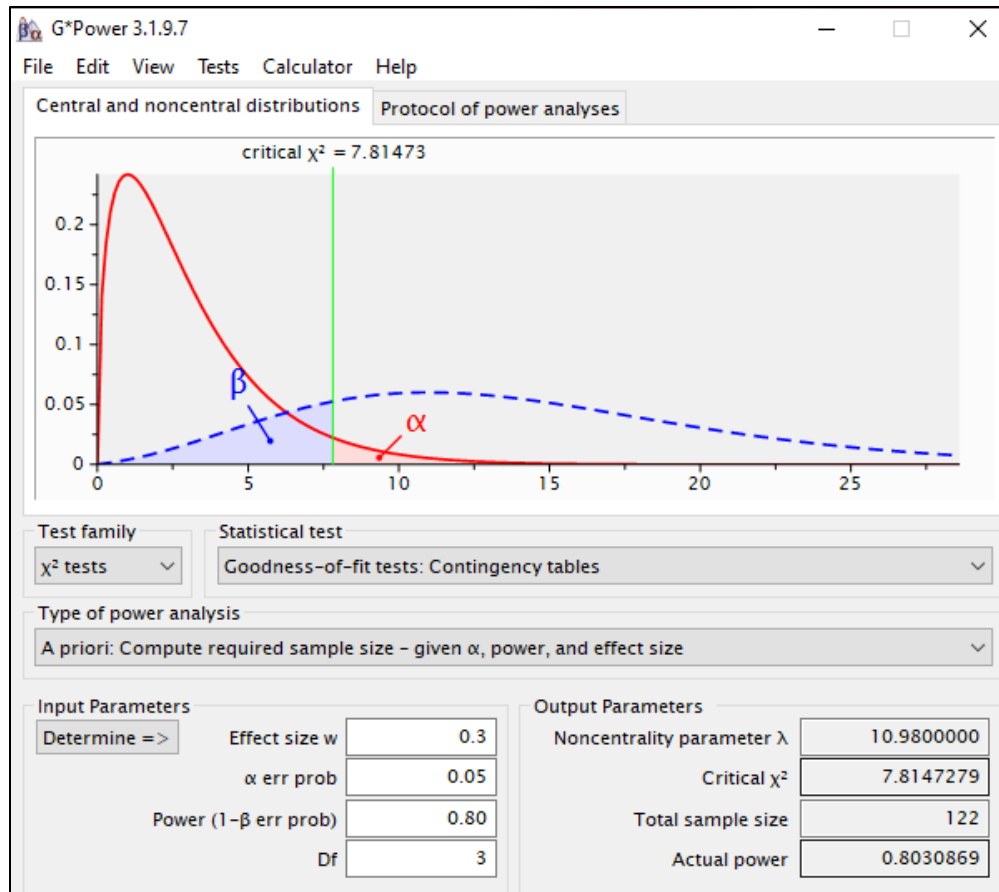 G*Power 3.1.9.7
File Edit View Tests Calculator Help
Central and noncentral distributions Protocol of power analyses
critical χ² = 7.81473
0.2
0.15
0.1
0.05
0
β
α
0 5 10 15 20 25
Test family Statistical test
χ² tests Goodness-of-fit tests: Contingency tables
Type of power analysis
A priori: Compute required sample size – given α, power, and effect size
Input Parameters Output Parameters
Determine => Effect size w 0.3 Noncentrality parameter λ 10.9800000
α err prob 0.05 Critical χ² 7.8147279
Power (1-β err prob) 0.80 Total sample size 122
Df 3 Actual power 0.8030869